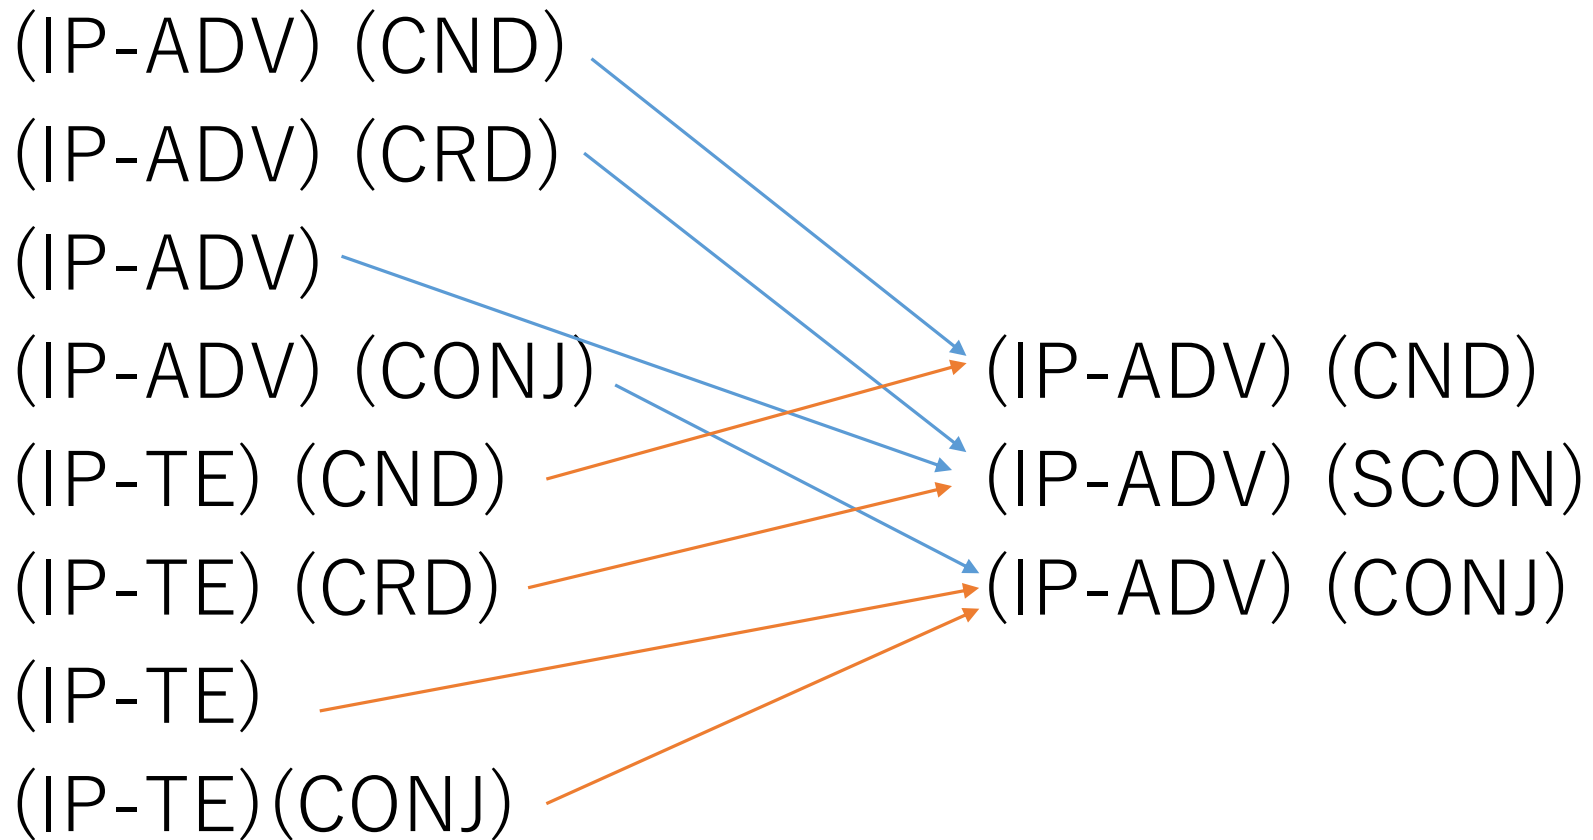 (IP-ADV) (CND)
(IP-ADV) (CRD)
(IP-ADV)
(IP-ADV) (CONJ)
(IP-TE) (CND)
(IP-TE) (CRD)
(IP-TE)
(IP-TE)(CONJ)
(IP-ADV) (CND)
(IP-ADV) (SCON)
(IP-ADV) (CONJ)